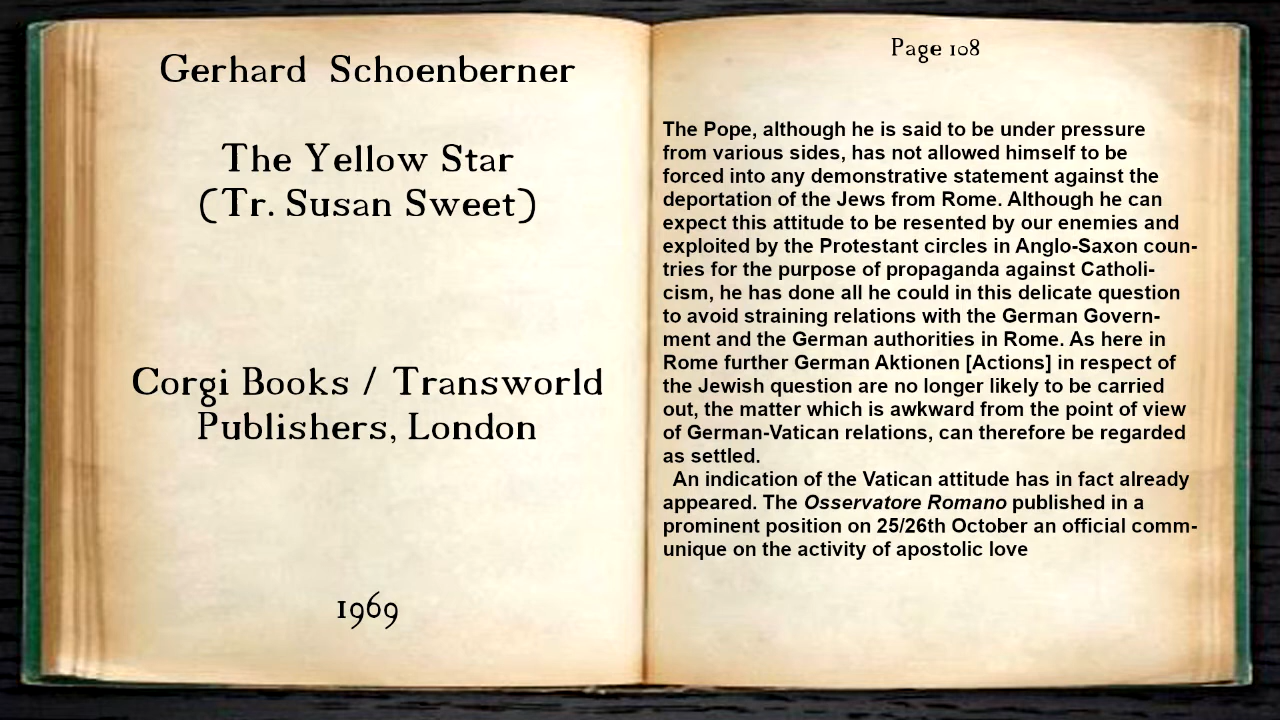 Gerhard Schoenberner
The Yellow Star
(Tr. Susan Sweet)
Corgi Books / Transworld
Publishers, London
1969
Page 108
The Pope, although he is said to be under pressure
from various sides, has not allowed himself to be
forced into any demonstrative statement against the
deportation of the Jews from Rome. Although he can
expect this attitude to be resented by our enemies and
exploited by the Protestant circles in Anglo-Saxon coun-
tries for the purpose of propaganda against Catholi-
cism, he has done all he could in this delicate question
to avoid straining relations with the German Govern-
ment and the German authorities in Rome. As here in
Rome further German Aktionen [Actions] in respect of
the Jewish question are no longer likely to be carried
out, the matter which is awkward from the point of view
of German-Vatican relations, can therefore be regarded
as settled.
An indication of the Vatican attitude has in fact already
appeared. The Osservatore Romano published in a
prominent position on 25/26th October an official comm-
unique on the activity of apostolic love